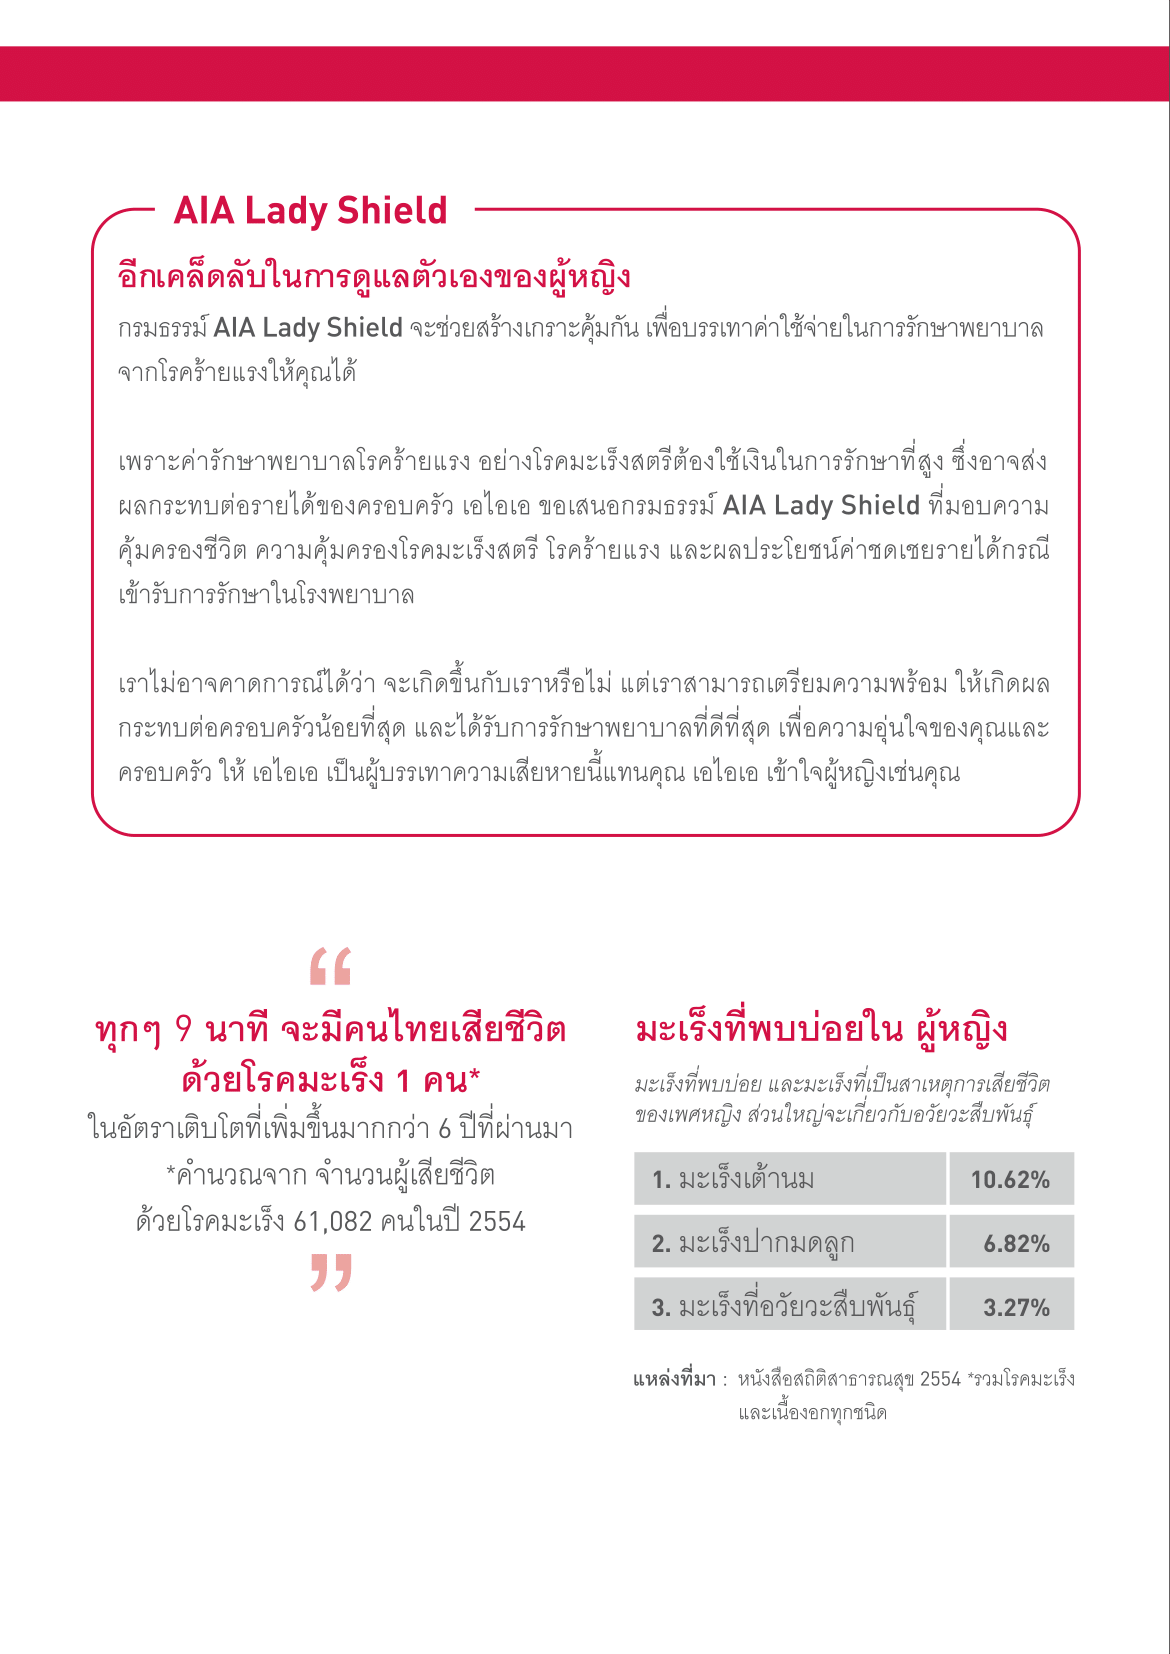 AIA Lady Shield
อีกเคล็ดลับในการดูแลตัวเองของผู้หญิง
กรมธรรม์ AIA Lady Shield จะช่วยสร้างเกราะคุ้มกัน เพื่อบรรเทาค่าใช้จ่ายในการรักษาพยาบาล
จากโรคร้ายแรงให้คุณได้
เพราะค่ารักษาพยาบาลโรคร้ายแรง อย่างโรคมะเร็งสตรีต้องใช้เงินในการรักษาที่สูง ซึ่งอาจส่ง
ผลกระทบต่อรายได้ของครอบครัว เอไอเอ ขอเสนอกรมธรรม์ AIA Lady Shield ที่มอบความ
คุ้มครองชีวิต ความคุ้มครองโรคมะเร็งสตรี โรคร้ายแรง และผลประโยชน์ค่าชดเชยรายได้กรณี
เข้ารับการรักษาในโรงพยาบาล
เราไม่อาจคาดการณ์ได้ว่า จะเกิดขึ้นกับเราหรือไม่ แต่เราสามารถเตรียมความพร้อม ให้เกิดผล
กระทบต่อครอบครัวน้อยที่สุด และได้รับการรักษาพยาบาลที่ดีที่สุด เพื่อความอุ่นใจของคุณและ
ครอบครัว ให้ เอไอเอ เป็นผู้บรรเทาความเสียหายนี้แทนคุณ เอไอเอ เข้าใจผู้หญิงเช่นคุณ
“
ทุกๆ 9 นาที จะมีคนไทยเสียชีวิต
ด้วยโรคมะเร็ง 1 คน*
ในอัตราเติบโตที่เพิ่มขึ้นมากกว่า 6 ปีที่ผ่านมา
*คำนวณจาก จำนวนผู้เสียชีวิต
ด้วยโรคมะเร็ง 61,082 คนในปี 2554
”
มะเร็งที่พบบ่อยใน ผู้หญิง
มะเร็งที่พบบ่อย และมะเร็งที่เป็นสาเหตุการเสียชีวิต
ของเพศหญิง ส่วนใหญ่จะเกี่ยวกับอวัยวะสืบพันธุ์
1. มะเร็งเต้านม 10.62%
2. มะเร็งปากมดลูก 6.82%
3. มะเร็งที่อวัยวะสืบพันธุ์ 3.27%
แหล่งที่มา : หนังสือสถิติสาธารณสุข 2554 *รวมโรคมะเร็ง
และเนื้องอกทุกชนิด